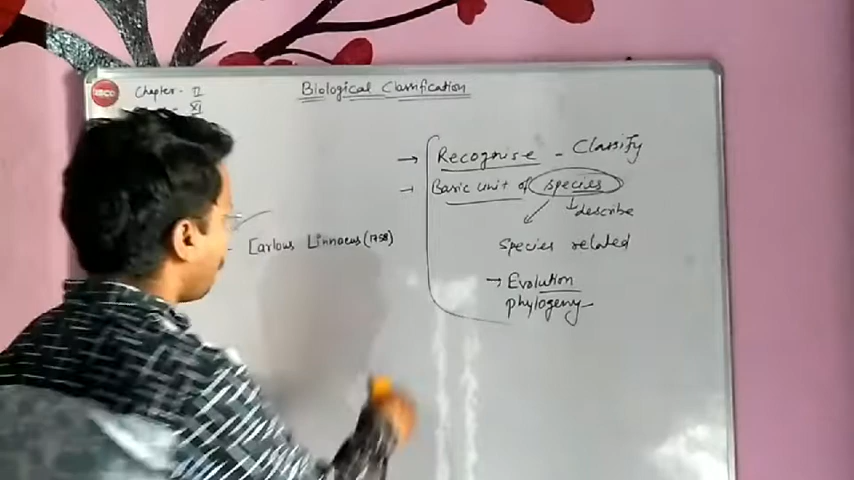 Chapter - II
XI
Biological Classification
→ Recognise - Classify
→ Basic unit of species
describe
- Carlous Linnaeus (1758)
Species related
→ Evolution
phylogeny